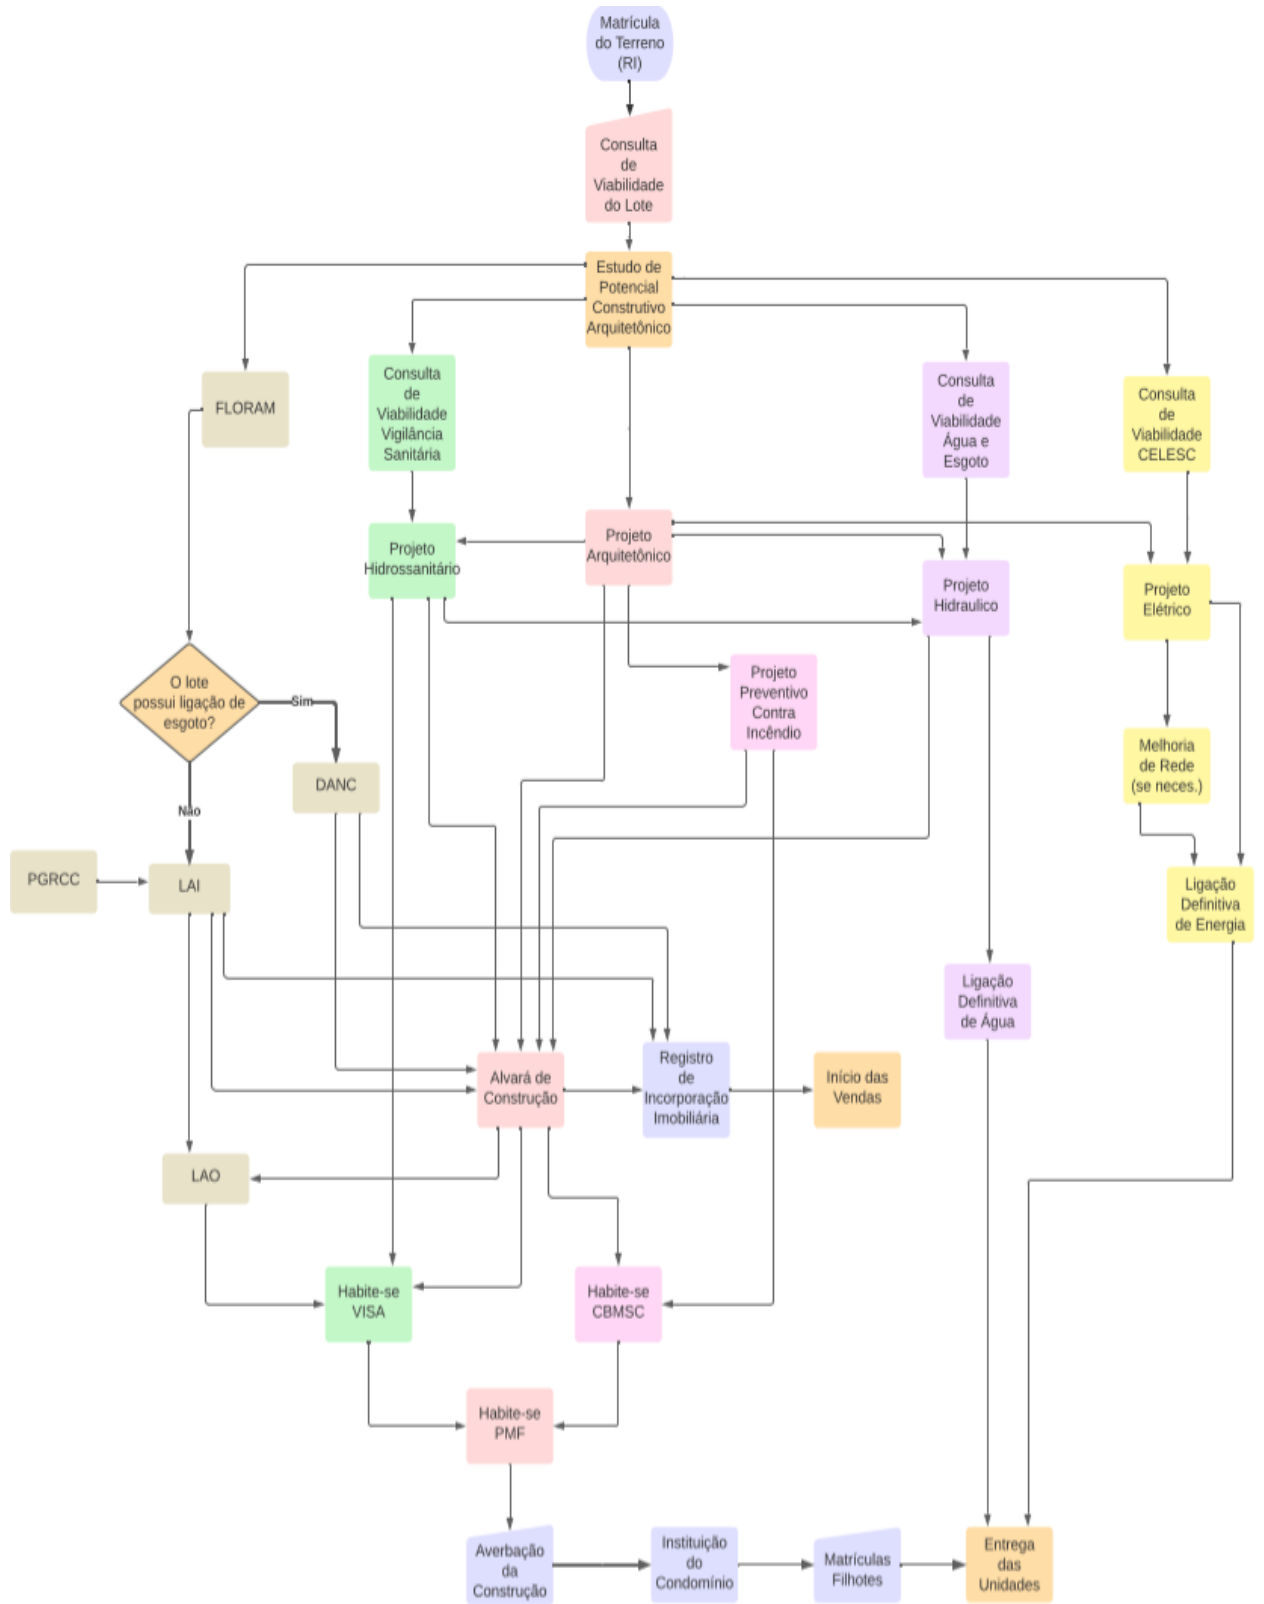 Matrícula
do Terreno
(RI)
Consulta
de
Viabilidade
do Lote
Estudo de
Potencial
Construtivo
Arquitetônico
FLORAM
Consulta
de
Viabilidade
Vigilância
Sanitária
Consulta
de
Viabilidade
Água e
Esgoto
Consulta
de
Viabilidade
CELESC
Projeto
Hidrossanitário
Projeto
Arquitetônico
Projeto
Hidraulico
Projeto
Elétrico
O lote
possui ligação de
esgoto?
Sim
Não
Projeto
Preventivo
Contra
Incêndio
Melhoria
de Rede
(se neces.)
DANC
PGRCC
LAI
Ligação
Definitiva
de Energia
Ligação
Definitiva
de Água
Alvará de
Construção
Registro
de
Incorporação
Imobiliária
Início das
Vendas
LAO
Habite-se
VISA
Habite-se
CBMSC
Habite-se
PMF
Averbação
da
Construção
Instituição
do
Condomínio
Matrículas
Filhotes
Entrega
das
Unidades